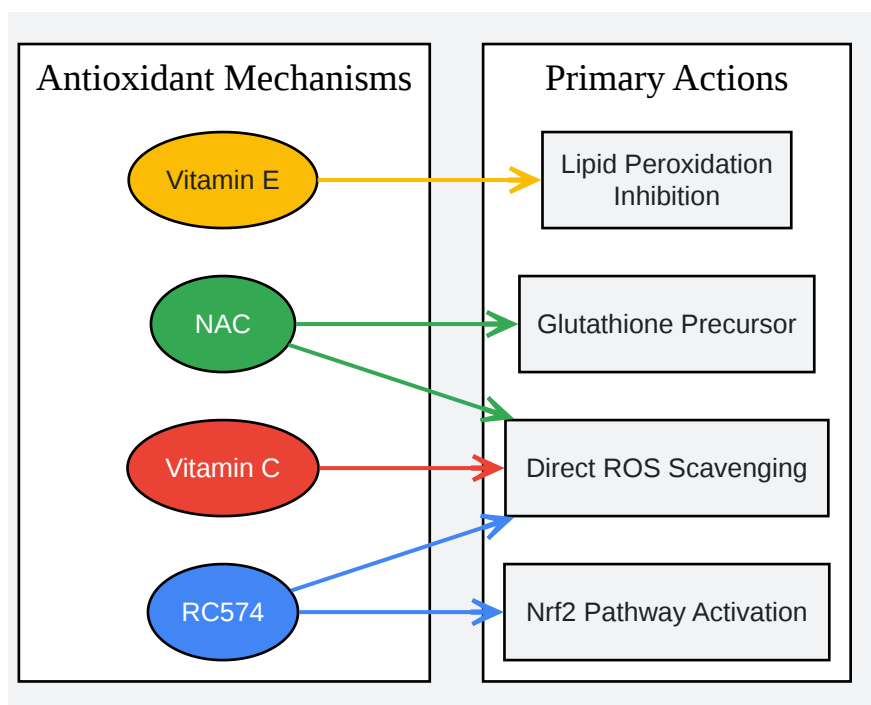 Antioxidant Mechanisms
Primary Actions
Vitamin E
Lipid Peroxidation
Inhibition
NAC
Glutathione Precursor
Vitamin C
Direct ROS Scavenging
RC574
Nrf2 Pathway Activation